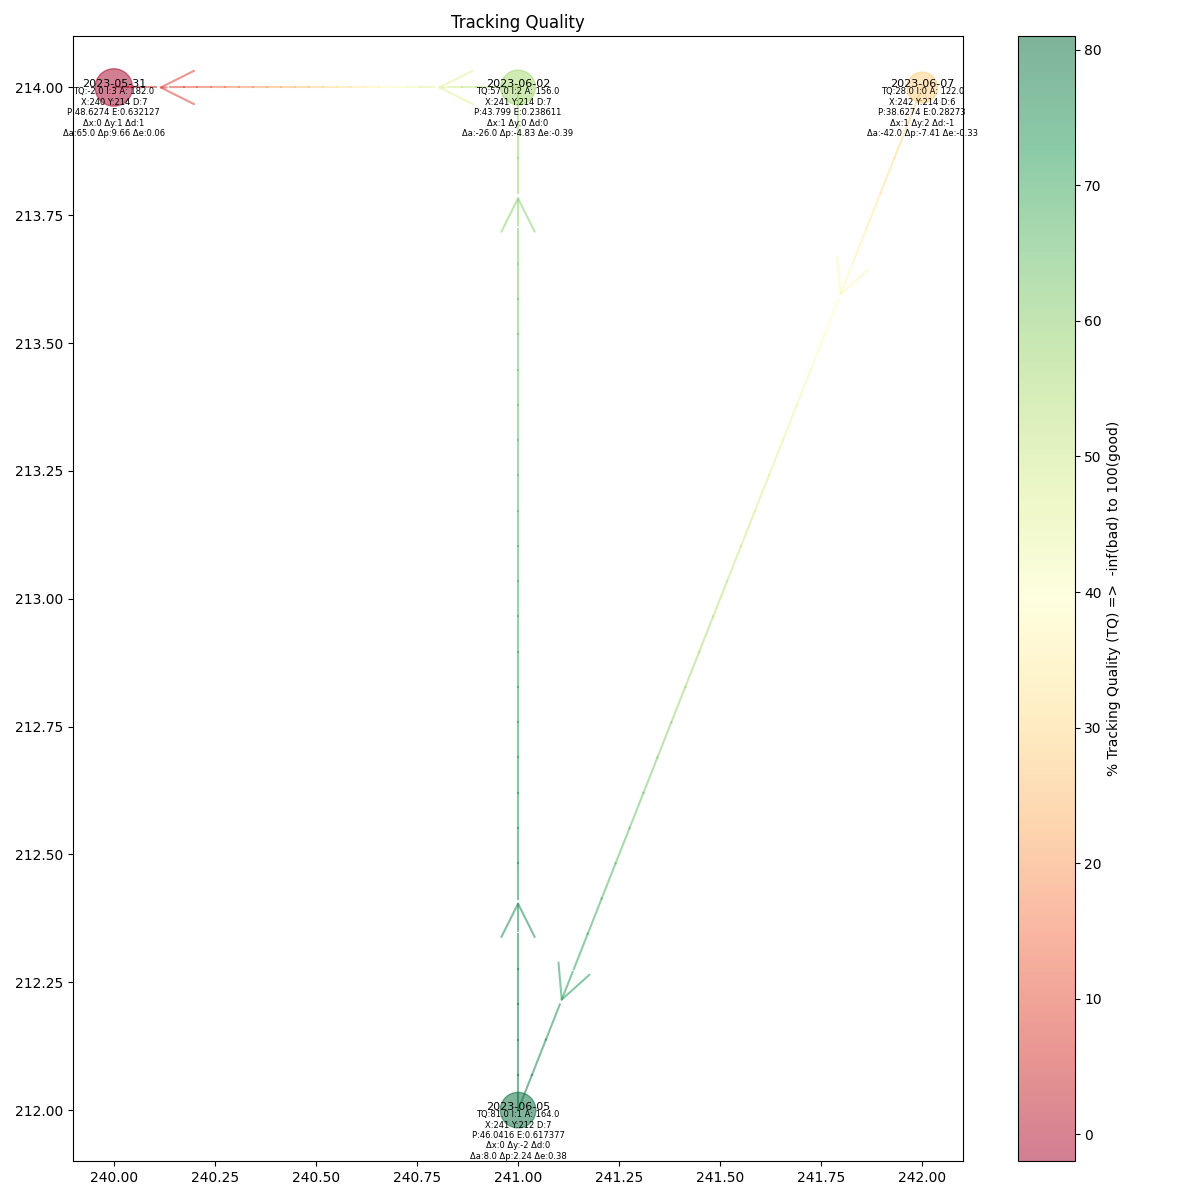 Tracking Quality
2023-05-31
TQ:-2.0 I:3 A: 182.0
X:240 Y:214 D:7
P:48.6274 E:0.632127
Δx:0 Δy:1 Δd:1
Δa:65.0 Δp:9.66 Δe:0.06
2023-06-02
TQ:57.0 I:2 A: 156.0
X:241 Y:214 D:7
P:43.799 E:0.238611
Δx:1 Δy:0 Δd:0
Δa:-26.0 Δp:-4.83 Δe:-0.39
2023-06-07
TQ:28.0 I:0 A: 122.0
X:242 Y:214 D:6
P:38.6274 E:0.28273
Δx:1 Δy:2 Δd:-1
Δa:-42.0 Δp:-7.41 Δe:-0.33
2023-06-05
TQ:81.0 I:1 A: 164.0
X:241 Y:212 D:7
P:46.0416 E:0.617377
Δx:0 Δy:-2 Δd:0
Δa:8.0 Δp:2.24 Δe:0.38
214.00
213.75
213.50
213.25
213.00
212.75
212.50
212.25
212.00
240.00
240.25
240.50
240.75
241.00
241.25
241.50
241.75
242.00
80
70
60
50
40
30
20
10
0
% Tracking Quality (TQ) => -inf(bad) to 100(good)